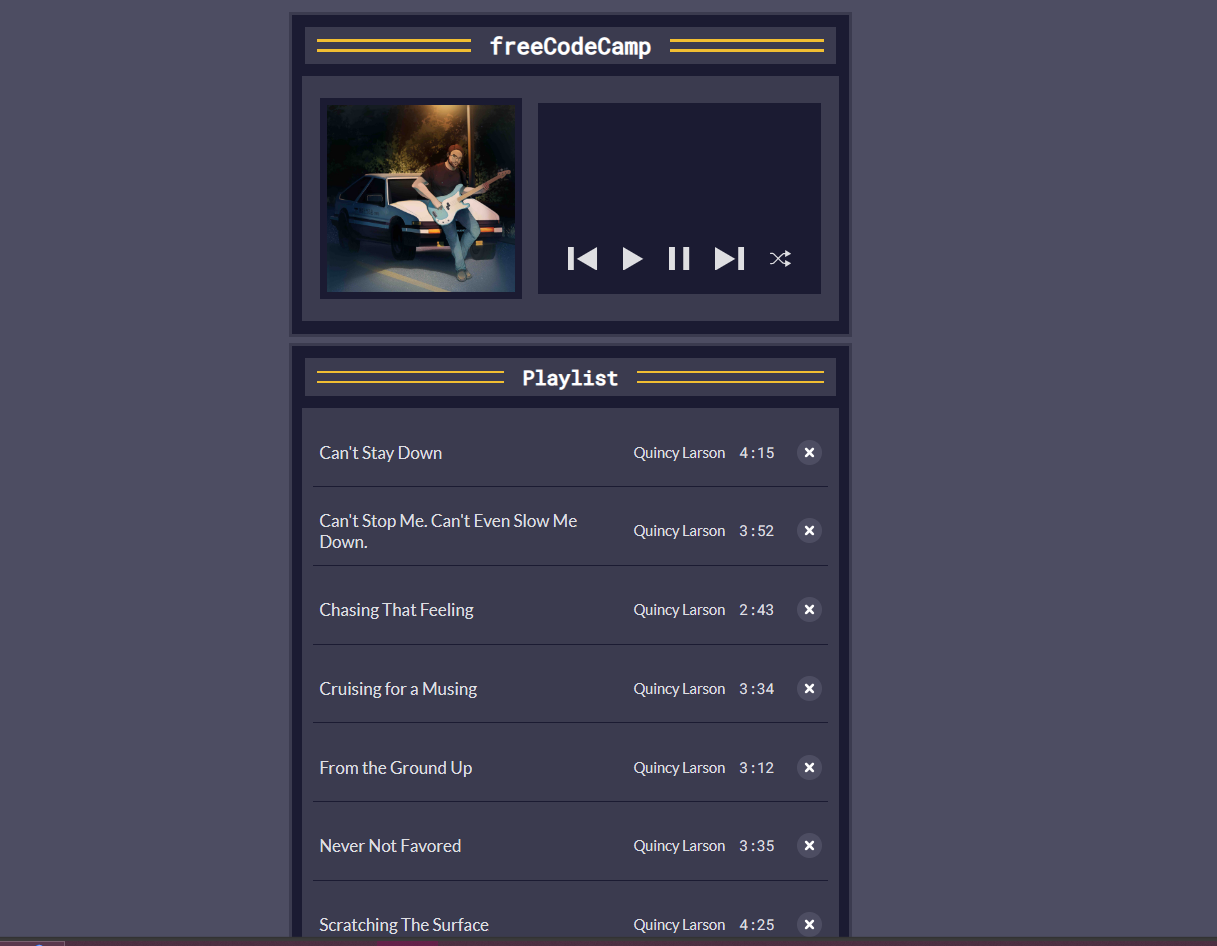 freeCodeCamp
Playlist
Can't Stay Down Quincy Larson 4:15
Can't Stop Me. Can't Even Slow Me
Down. Quincy Larson 3:52
Chasing That Feeling Quincy Larson 2:43
Cruising for a Musing Quincy Larson 3:34
From the Ground Up Quincy Larson 3:12
Never Not Favored Quincy Larson 3:35
Scratching The Surface Quincy Larson 4:25